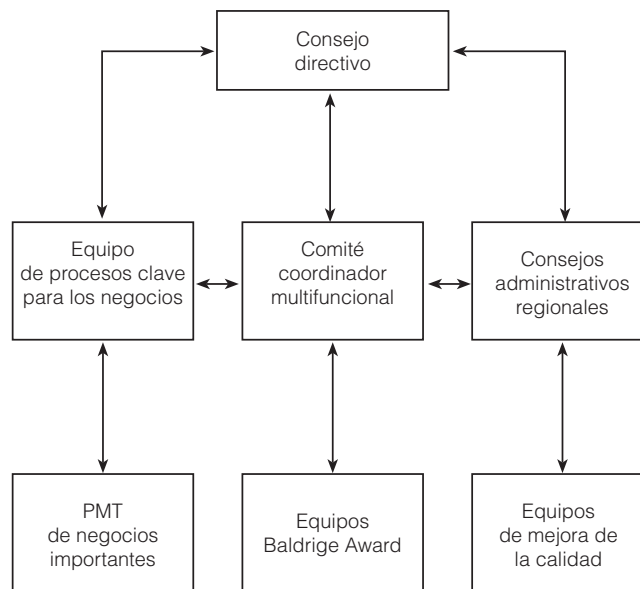 Consejo
directivo
Equipo
de procesos clave
para los negocios
Comité
coordinador
multifuncional
Consejos
administrativos
regionales
PMT
de negocios
importantes
Equipos
Baldrige Award
Equipos
de mejora de
la calidad